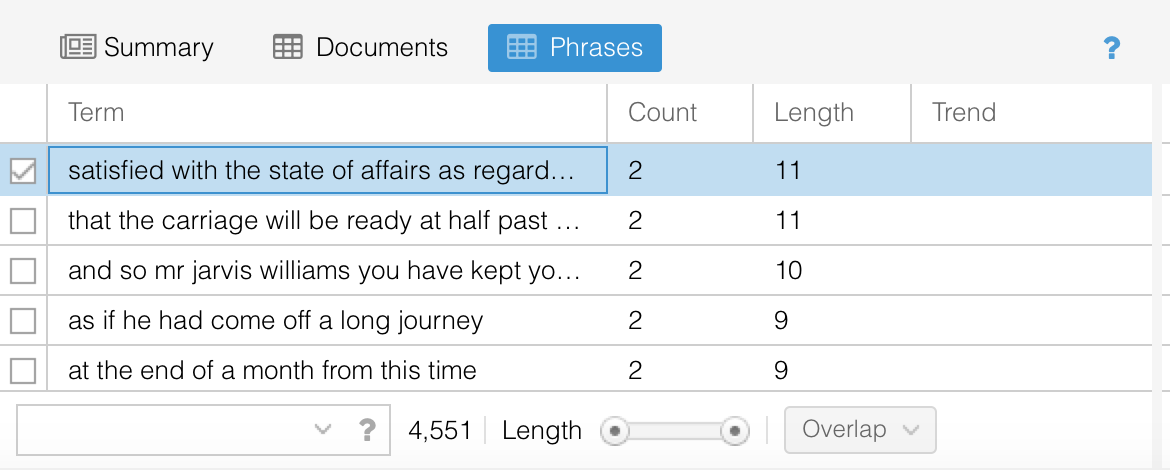 Summary Documents Phrases ?
Term Count Length Trend
satisfied with the state of affairs as regard... 2 11
that the carriage will be ready at half past ... 2 11
and so mr jarvis williams you have kept yo... 2 10
as if he had come off a long journey 2 9
at the end of a month from this time 2 9
? 4,551 Length Overlap